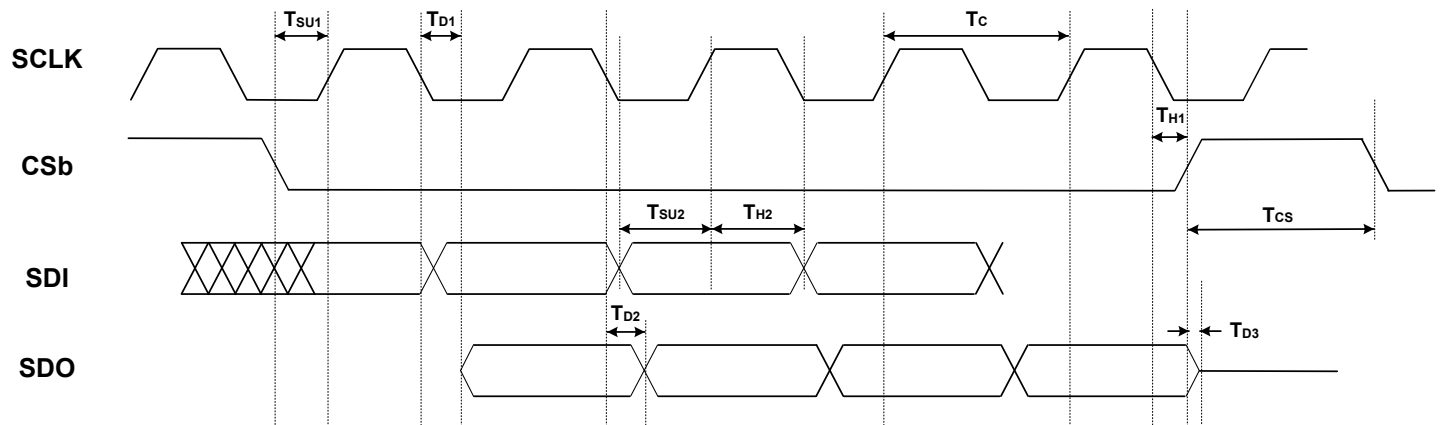 TSU1
TD1
TC
SCLK
TH1
CSb
TSU2
TH2
TCS
SDI
TD2
TD3
SDO